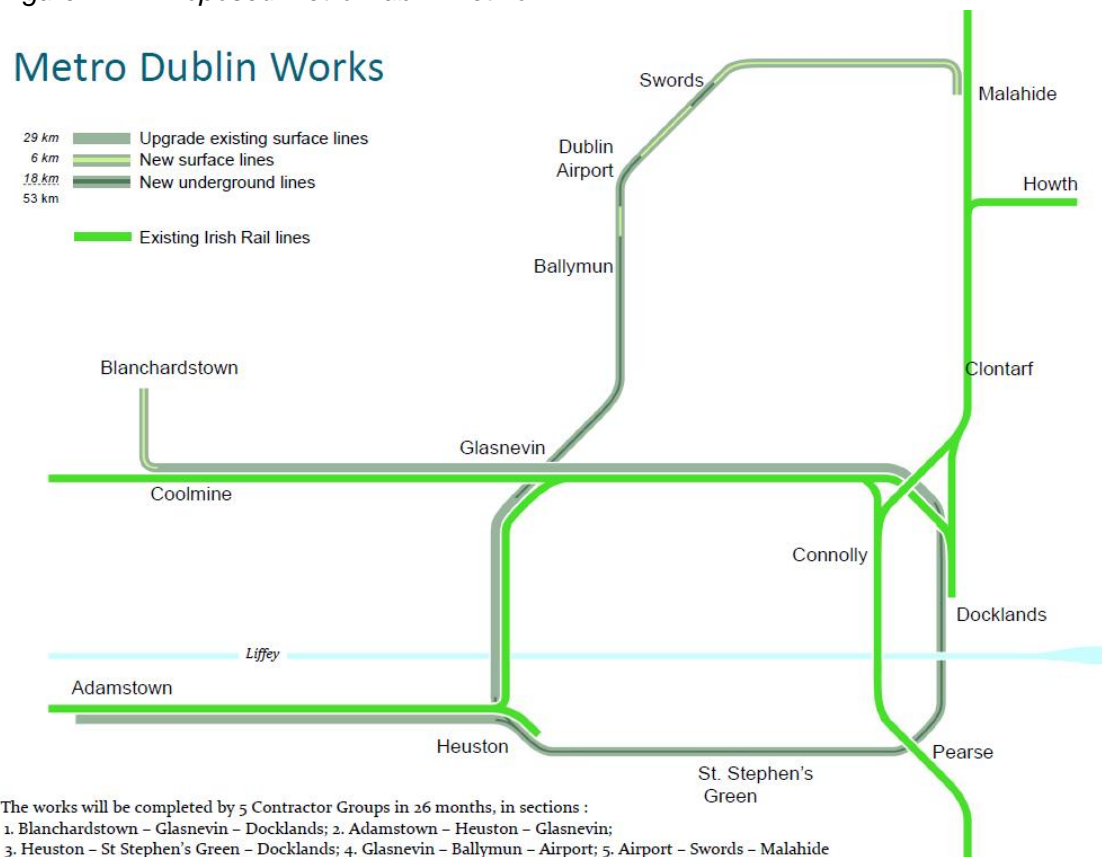 Metro Dublin Works
29 km Upgrade existing surface lines
6 km New surface lines
18 km New underground lines
53 km
Existing Irish Rail lines
Swords
Malahide
Dublin
Airport
Howth
Ballymun
Blanchardstown
Clontarf
Glasnevin
Coolmine
Connolly
Docklands
Liffey
Adamstown
Heuston
Pearse
St. Stephen's
Green
The works will be completed by 5 Contractor Groups in 26 months, in sections :
1. Blanchardstown – Glasnevin – Docklands; 2. Adamstown – Heuston – Glasnevin;
3. Heuston – St Stephen's Green – Docklands; 4. Glasnevin – Ballymun – Airport; 5. Airport – Swords – Malahide